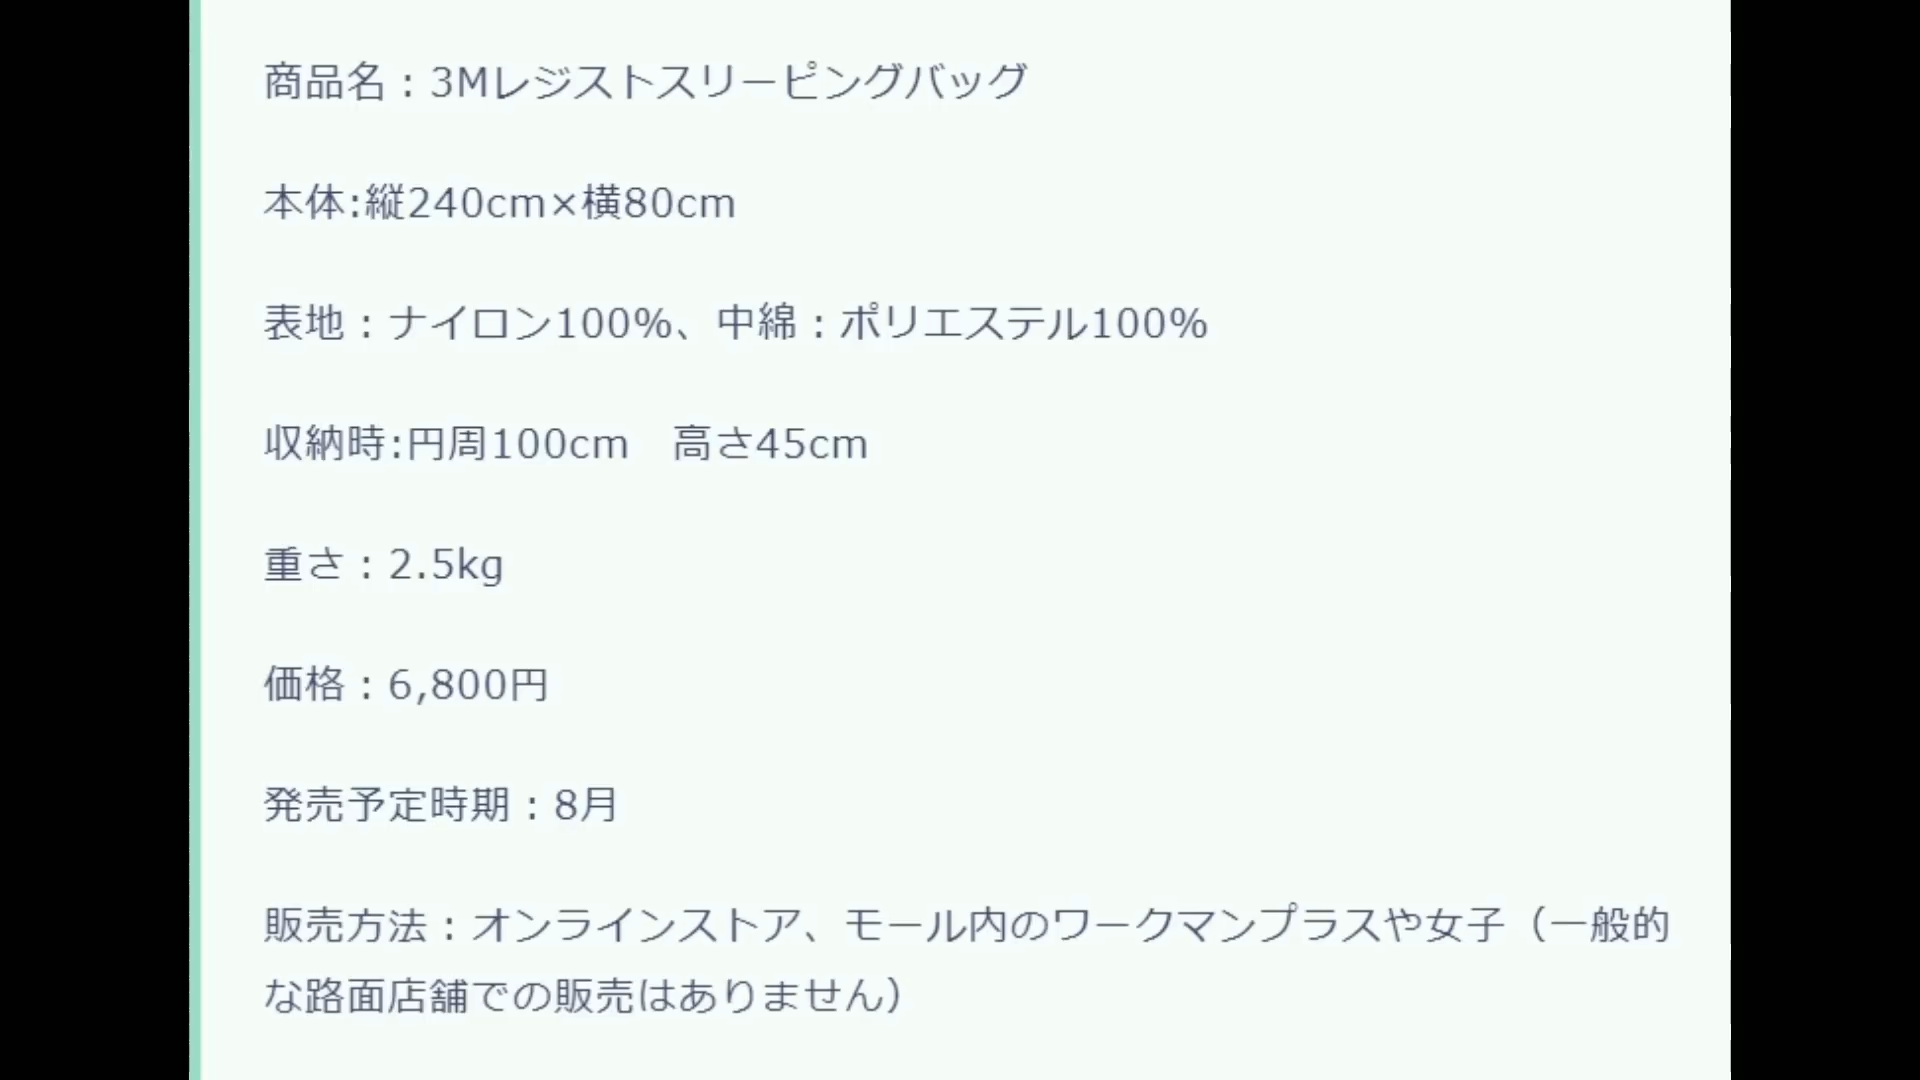 商品名：3Mレジストスリーピングバッグ
本体:縦240cm×横80cm
表地：ナイロン100%、中綿：ポリエステル100%
収納時:円周100cm　高さ45cm
重さ：2.5kg
価格：6,800円
発売予定時期：8月
販売方法：オンラインストア、モール内のワークマンプラスや女子（一般的
な路面店舗での販売はありません）